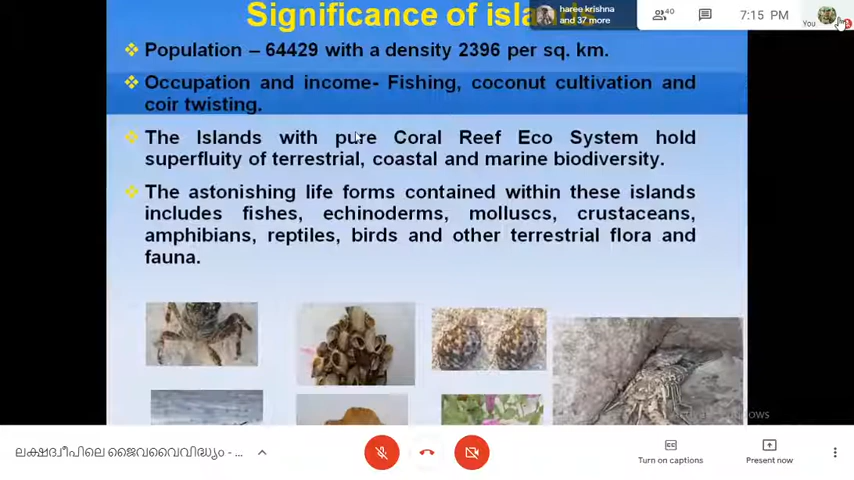 Significance of isla
haree krishna
and 37 more
40
7:15 PM
You
Population – 64429 with a density 2396 per sq. km.
Occupation and income- Fishing, coconut cultivation and
coir twisting.
The Islands with pure Coral Reef Eco System hold
superfluity of terrestrial, coastal and marine biodiversity.
The astonishing life forms contained within these islands
includes fishes, echinoderms, molluscs, crustaceans,
amphibians, reptiles, birds and other terrestrial flora and
fauna.
ലക്ഷദ്വീപിലെ ജൈവവൈവിദ്ധ്യം - ...
Turn on captions
Present now